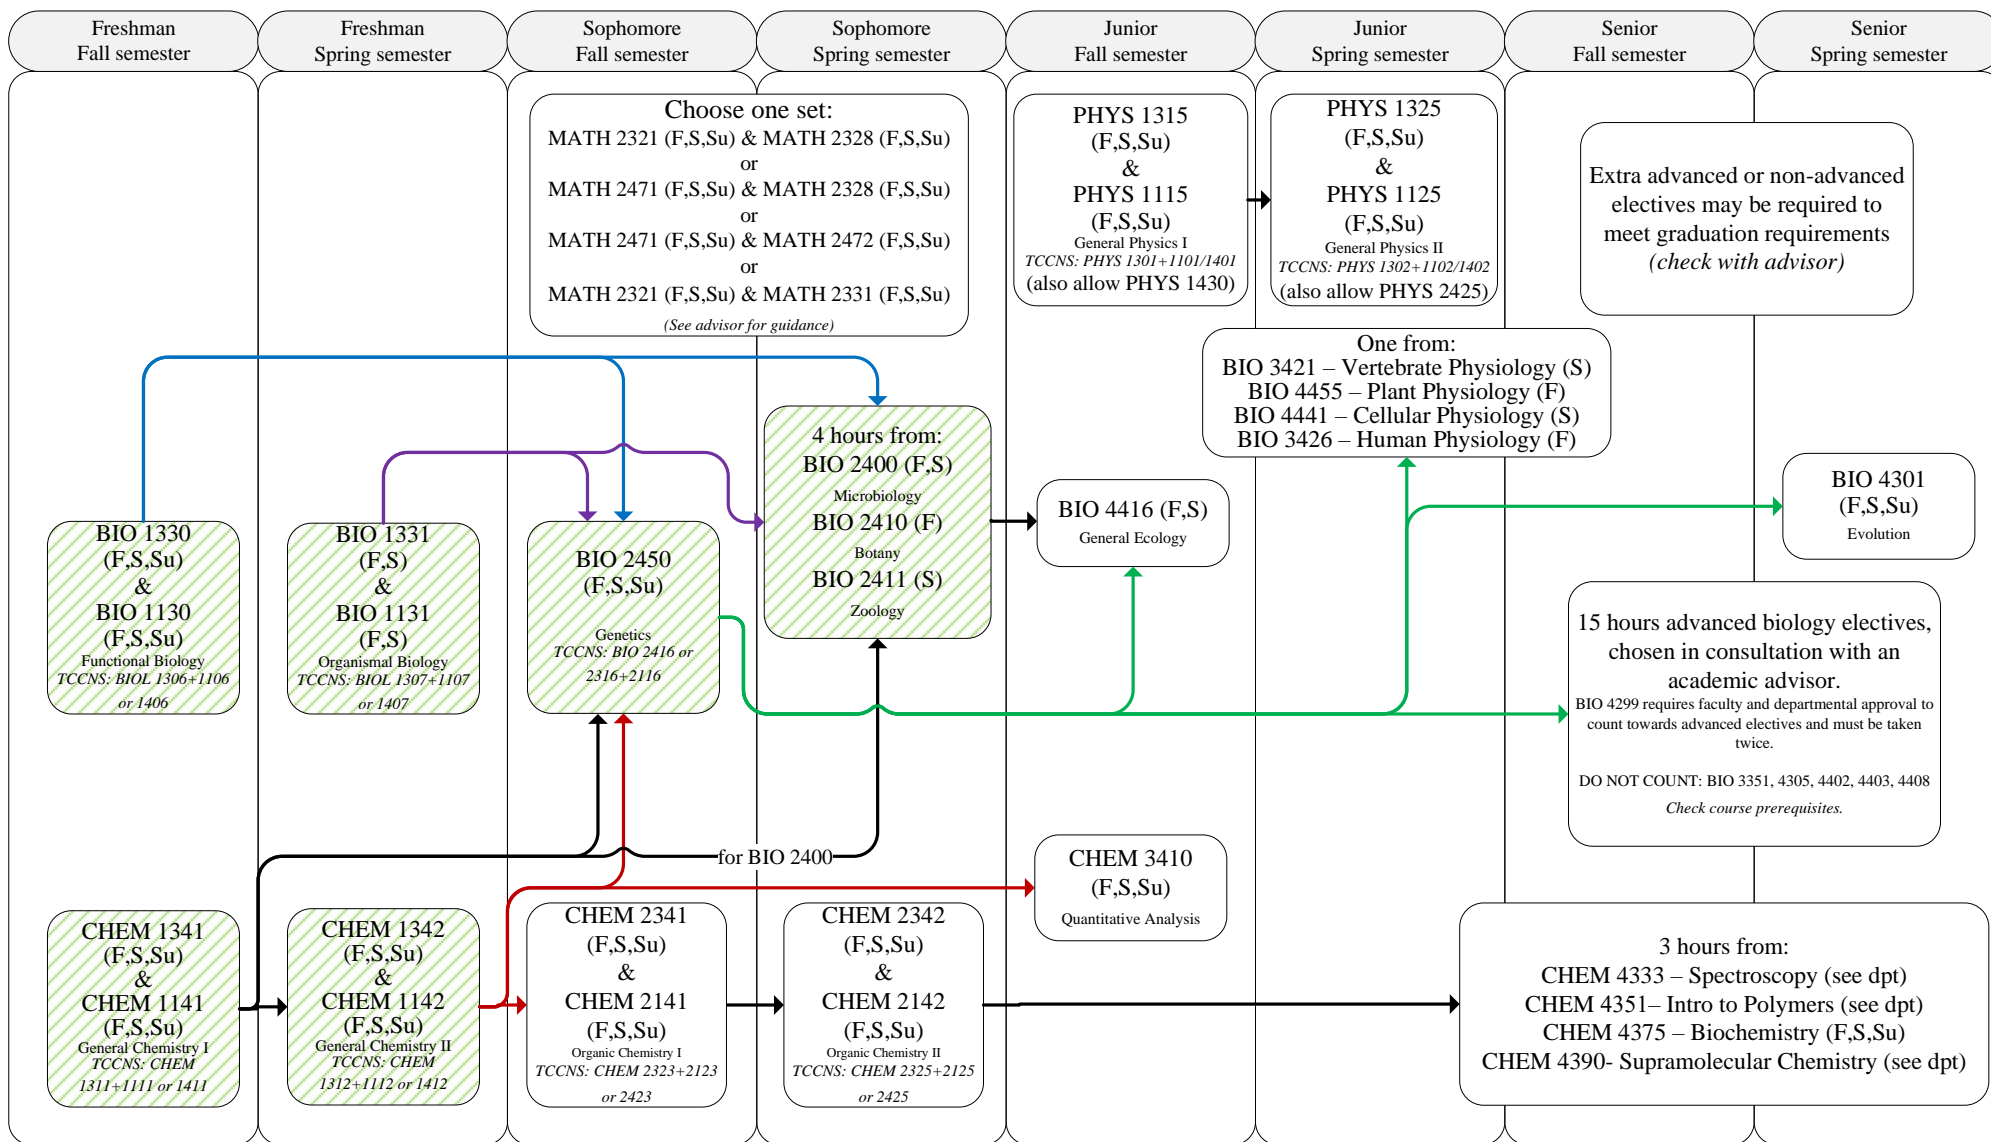 Freshman
Fall semester
Freshman
Spring semester
Sophomore
Fall semester
Sophomore
Spring semester
Junior
Fall semester
Junior
Spring semester
Senior
Fall semester
Senior
Spring semester
Choose one set:
MATH 2321 (F,S,Su) & MATH 2328 (F,S,Su)
or
MATH 2471 (F,S,Su) & MATH 2328 (F,S,Su)
or
MATH 2471 (F,S,Su) & MATH 2472 (F,S,Su)
or
MATH 2321 (F,S,Su) & MATH 2331 (F,S,Su)
(See advisor for guidance)
PHYS 1315
(F,S,Su)
&
PHYS 1115
(F,S,Su)
General Physics I
TCCNS: PHYS 1301+1101/1401
(also allow PHYS 1430)
PHYS 1325
(F,S,Su)
&
PHYS 1125
(F,S,Su)
General Physics II
TCCNS: PHYS 1302+1102/1402
(also allow PHYS 2425)
Extra advanced or non-advanced
electives may be required to
meet graduation requirements
(check with advisor)
One from:
BIO 3421 – Vertebrate Physiology (S)
BIO 4455 – Plant Physiology (F)
BIO 4441 – Cellular Physiology (S)
BIO 3426 – Human Physiology (F)
BIO 1330
(F,S,Su)
&
BIO 1130
(F,S,Su)
Functional Biology
TCCNS: BIOL 1306+1106
or 1406
BIO 1331
(F,S)
&
BIO 1131
(F,S)
Organismal Biology
TCCNS: BIOL 1307+1107
or 1407
BIO 2450
(F,S,Su)
Genetics
TCCNS: BIO 2416 or
2316+2116
4 hours from:
BIO 2400 (F,S)
Microbiology
BIO 2410 (F)
Botany
BIO 2411 (S)
Zoology
BIO 4416 (F,S)
General Ecology
BIO 4301
(F,S,Su)
Evolution
15 hours advanced biology electives,
chosen in consultation with an
academic advisor.
BIO 4299 requires faculty and departmental approval to
count towards advanced electives and must be taken
twice.
DO NOT COUNT: BIO 3351, 4305, 4402, 4403, 4408
Check course prerequisites.
for BIO 2400
CHEM 3410
(F,S,Su)
Quantitative Analysis
CHEM 1341
(F,S,Su)
&
CHEM 1141
(F,S,Su)
General Chemistry I
TCCNS: CHEM
1311+1111 or 1411
CHEM 1342
(F,S,Su)
&
CHEM 1142
(F,S,Su)
General Chemistry II
TCCNS: CHEM
1312+1112 or 1412
CHEM 2341
(F,S,Su)
&
CHEM 2141
(F,S,Su)
Organic Chemistry I
TCCNS: CHEM 2323+2123
or 2423
CHEM 2342
(F,S,Su)
&
CHEM 2142
(F,S,Su)
Organic Chemistry II
TCCNS: CHEM 2325+2125
or 2425
3 hours from:
CHEM 4333 – Spectroscopy (see dpt)
CHEM 4351– Intro to Polymers (see dpt)
CHEM 4375 – Biochemistry (F,S,Su)
CHEM 4390- Supramolecular Chemistry (see dpt)